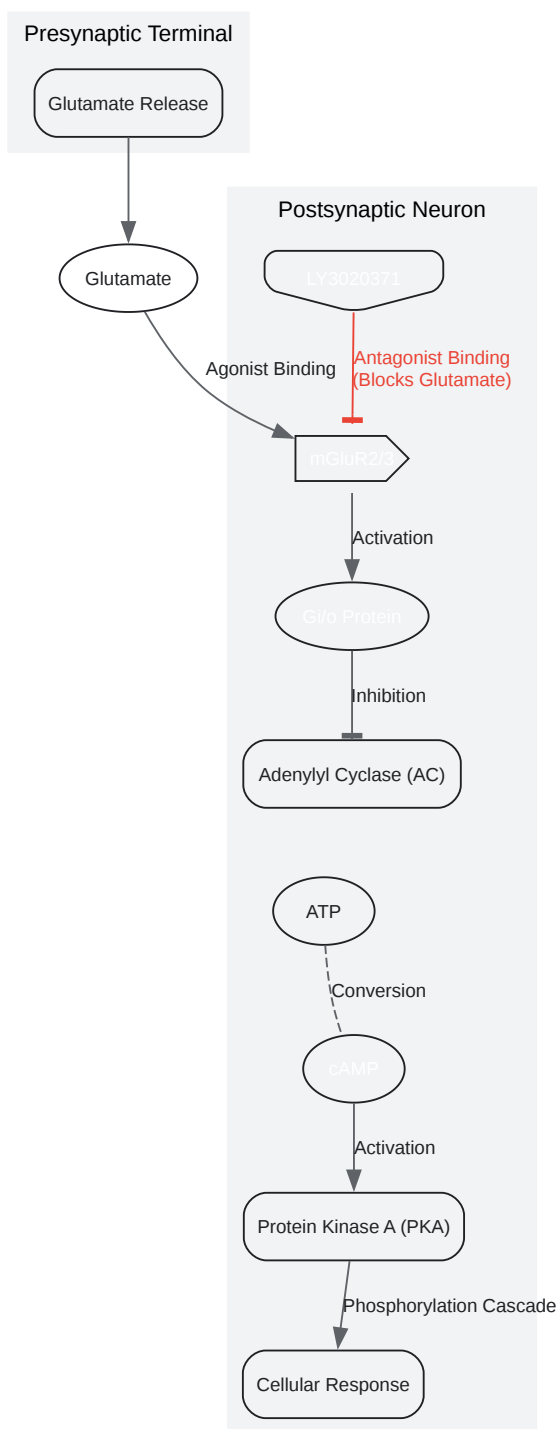 Presynaptic Terminal
Glutamate Release
Postsynaptic Neuron
Glutamate
LY3020371
Agonist Binding
Antagonist Binding
(Blocks Glutamate)
mGluR2/3
Activation
Gi/o Protein
Inhibition
Adenylyl Cyclase (AC)
ATP
Conversion
cAMP
Activation
Protein Kinase A (PKA)
Phosphorylation Cascade
Cellular Response